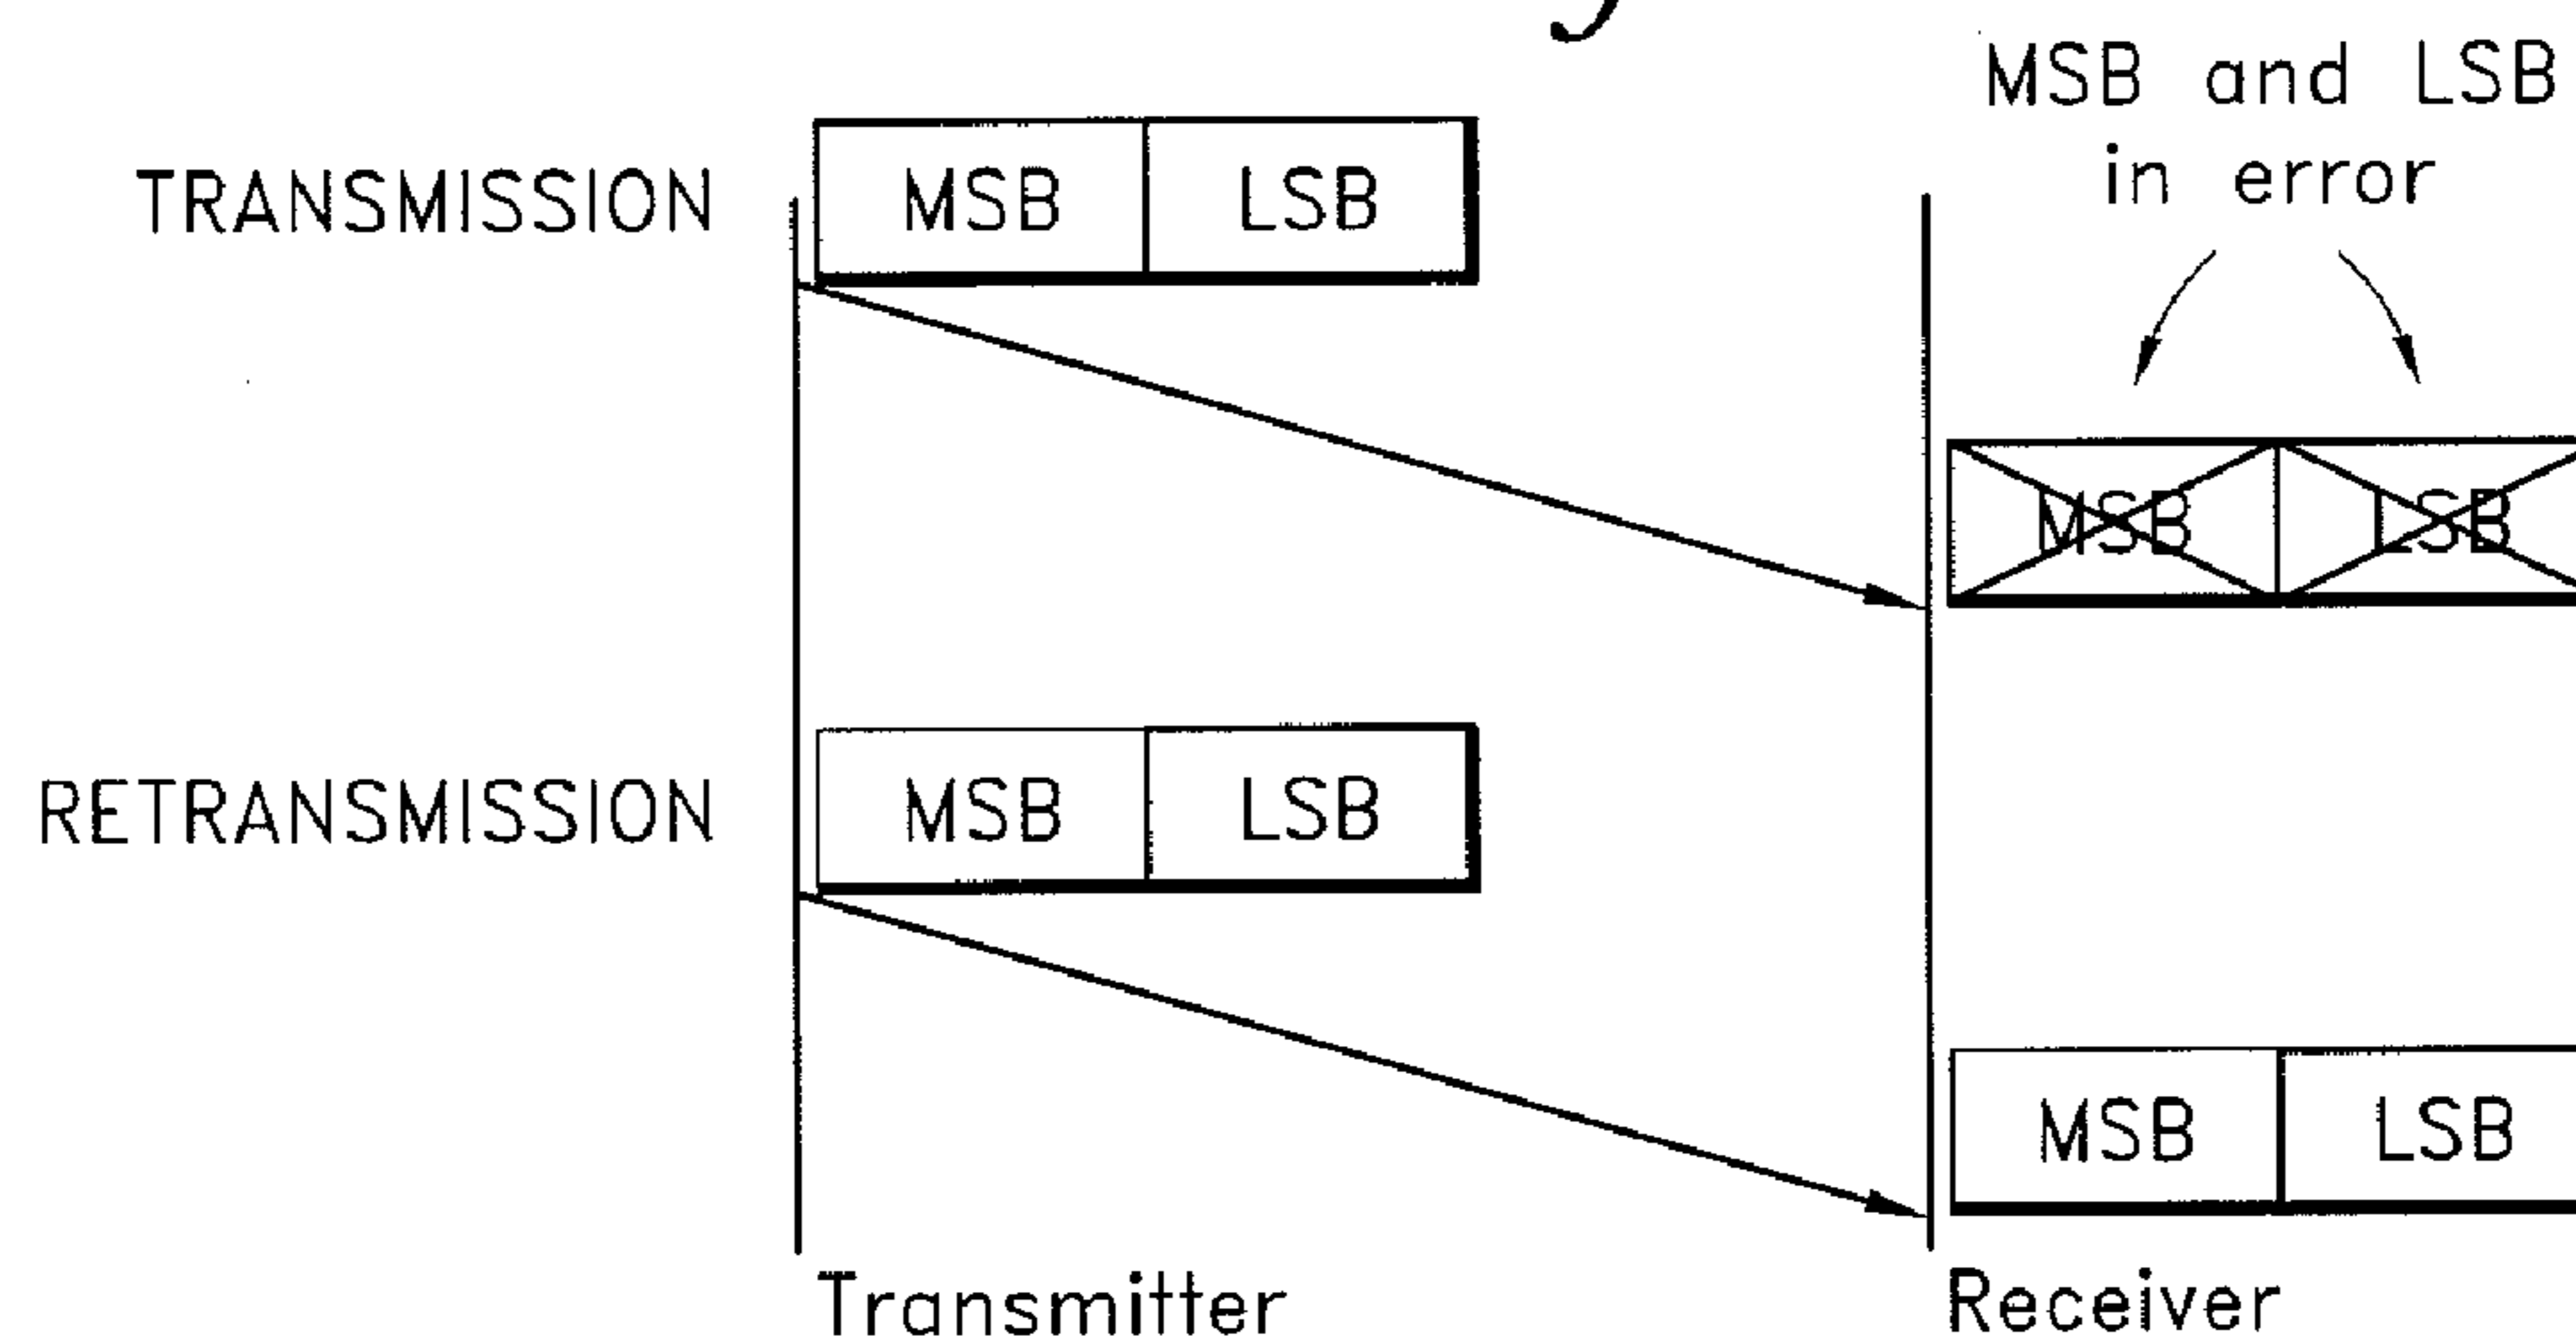 MSB and LSB
in error
TRANSMISSION MSB LSB
MSB LSB
RETRANSMISSION MSB LSB
MSB LSB
Transmitter Receiver